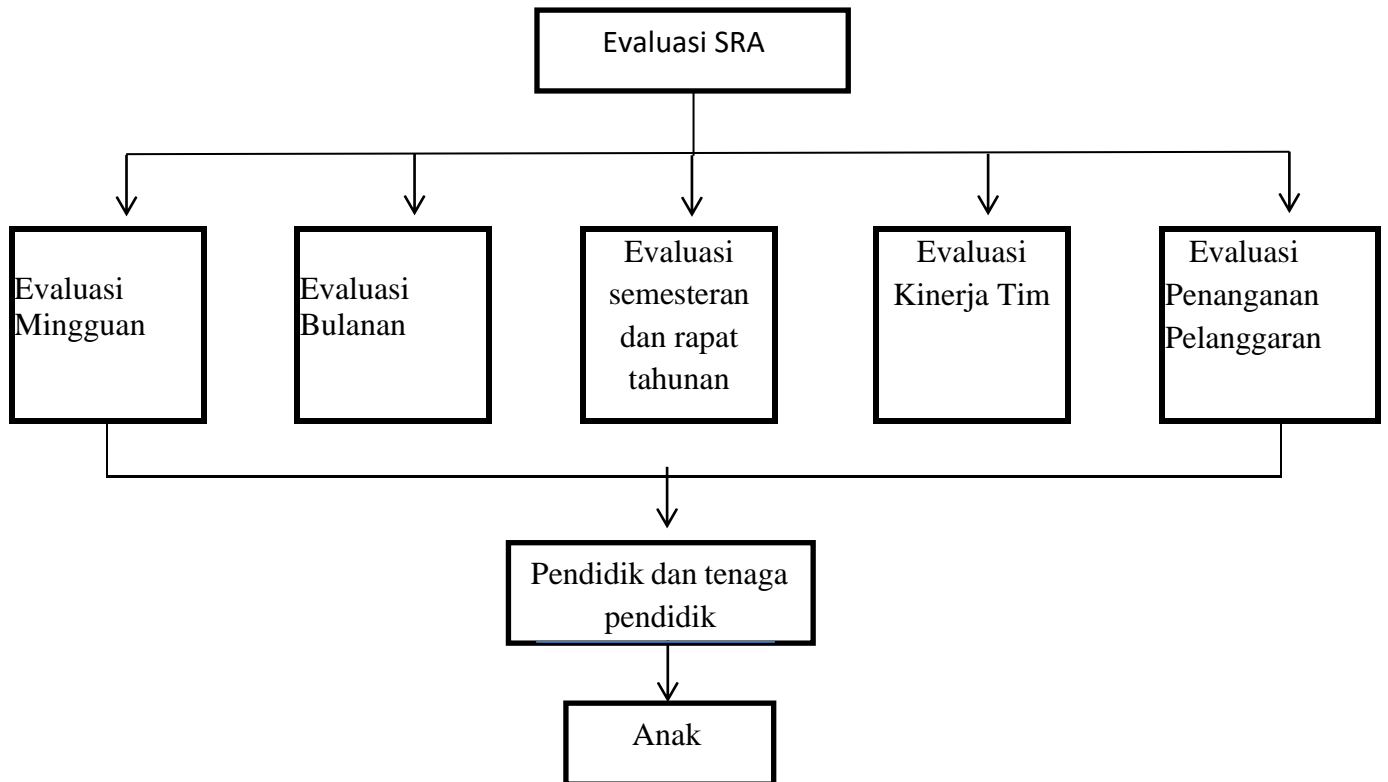 Evaluasi SRA
Evaluasi
Mingguan
Evaluasi
Bulanan
Evaluasi
semesteran
dan rapat
tahunan
Evaluasi
Kinerja Tim
Evaluasi
Penanganan
Pelanggaran
Pendidik dan tenaga
pendidik
Anak